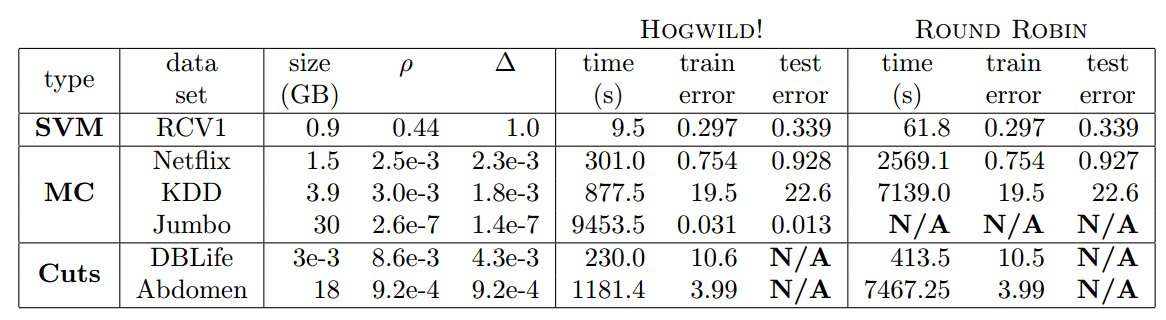 HOGWILD! ROUND ROBIN
type data set size (GB) ρ Δ time (s) train error test error time (s) train error test error
SVM RCV1 0.9 0.44 1.0 9.5 0.297 0.339 61.8 0.297 0.339
MC Netflix 1.5 2.5e-3 2.3e-3 301.0 0.754 0.928 2569.1 0.754 0.927
KDD 3.9 3.0e-3 1.8e-3 877.5 19.5 22.6 7139.0 19.5 22.6
Jumbo 30 2.6e-7 1.4e-7 9453.5 0.031 0.013 N/A N/A N/A
Cuts DBLife 3e-3 8.6e-3 4.3e-3 230.0 10.6 N/A 413.5 10.5 N/A
Abdomen 18 9.2e-4 9.2e-4 1181.4 3.99 N/A 7467.25 3.99 N/A